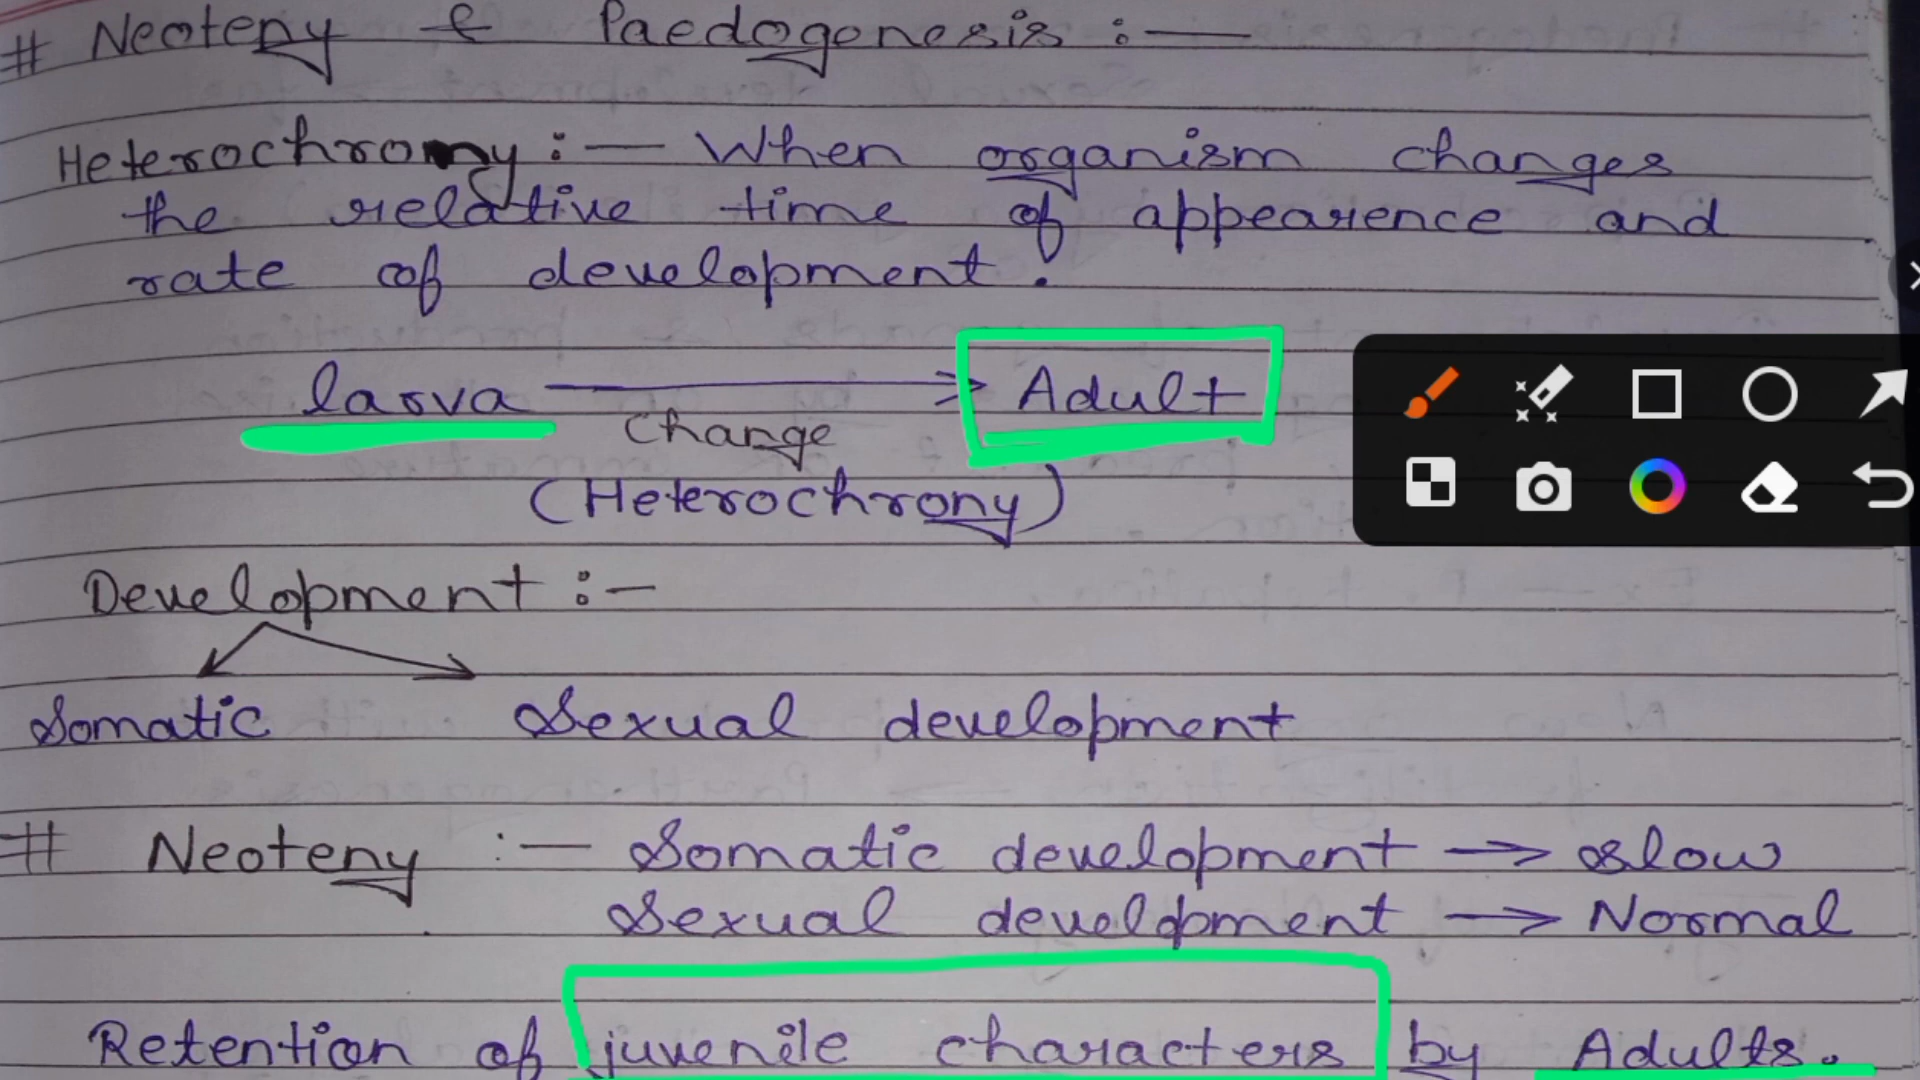 # Neoteny & Paedogenesis :—
Heterochromy :— When organism changes
the relative time of appearence and
rate of development.
larva → Adult
Change
(Heterochrony)
Development :-
Somatic Sexual development
# Neoteny :— Somatic development → slow
Sexual development → Normal
Retention of juvenile characters by Adults.